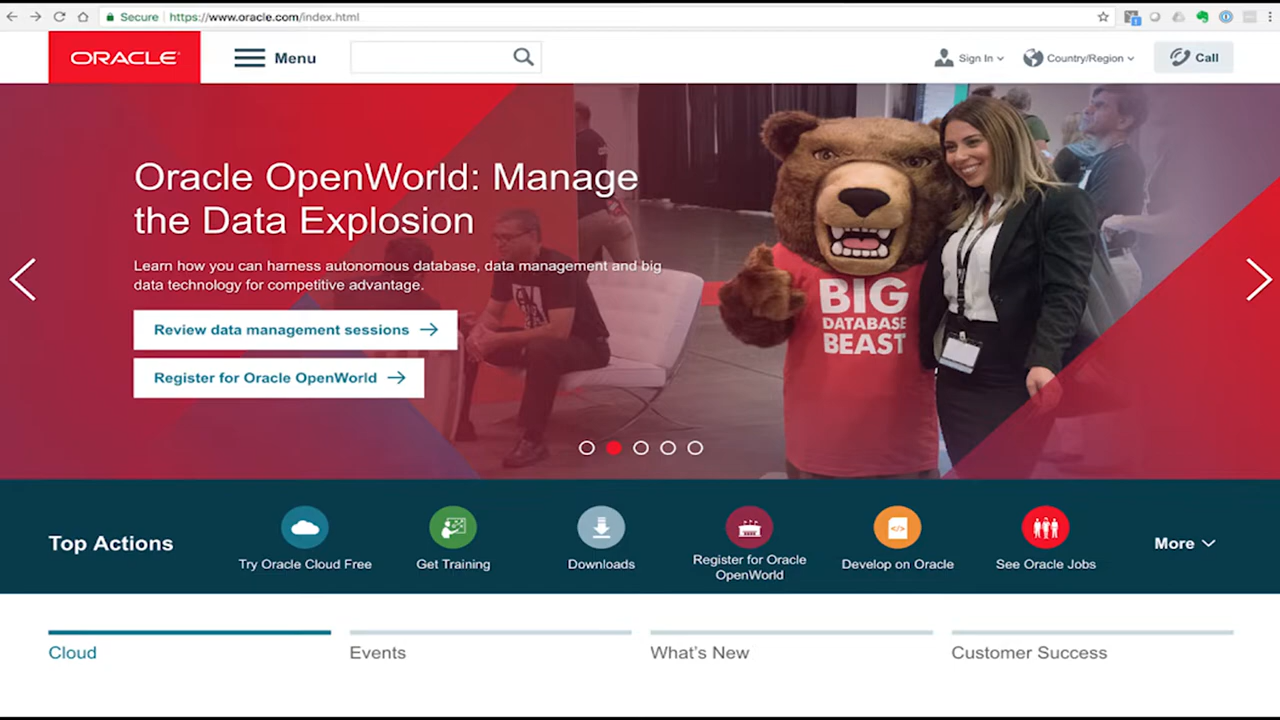 Secure
https://www.oracle.com/index.html
ORACLE
Menu
Sign In
Country/Region
Call
Oracle OpenWorld: Manage
the Data Explosion
Learn how you can harness autonomous database, data management and big
data technology for competitive advantage.
Review data management sessions
Register for Oracle OpenWorld
BIG
DATABASE
BEAST
Top Actions
Try Oracle Cloud Free
Get Training
Downloads
Register for Oracle
OpenWorld
Develop on Oracle
See Oracle Jobs
More
Cloud
Events
What's New
Customer Success